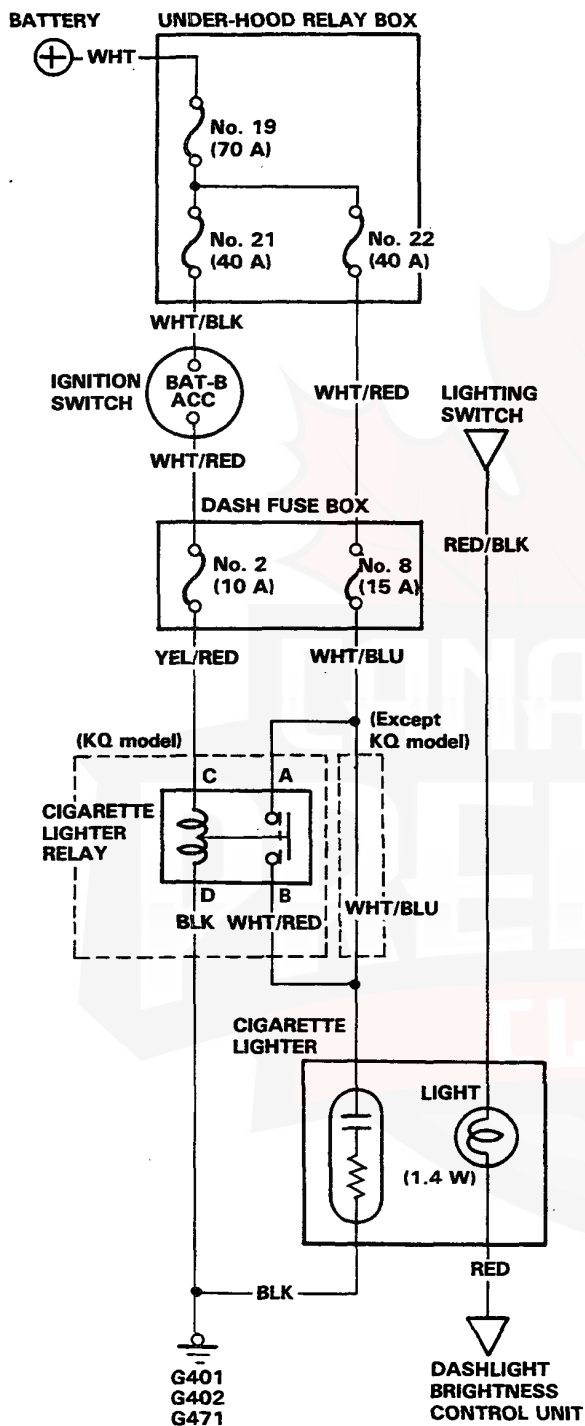 BATTERY
UNDER-HOOD RELAY BOX
WHT
No. 19
(70 A)
No. 21
(40 A)
No. 22
(40 A)
WHT/BLK
IGNITION
SWITCH
BAT-B
ACC
WHT/RED
LIGHTING
SWITCH
WHT/RED
DASH FUSE BOX
RED/BLK
No. 2
(10 A)
No. 8
(15 A)
YEL/RED
WHT/BLU
(KQ model)
(Except
KQ model)
C
A
CIGARETTE
LIGHTER
RELAY
D
B
BLK
WHT/RED
WHT/BLU
CIGARETTE
LIGHTER
LIGHT
(1.4 W)
RED
BLK
G401
G402
G471
DASHLIGHT
BRIGHTNESS
CONTROL UNIT